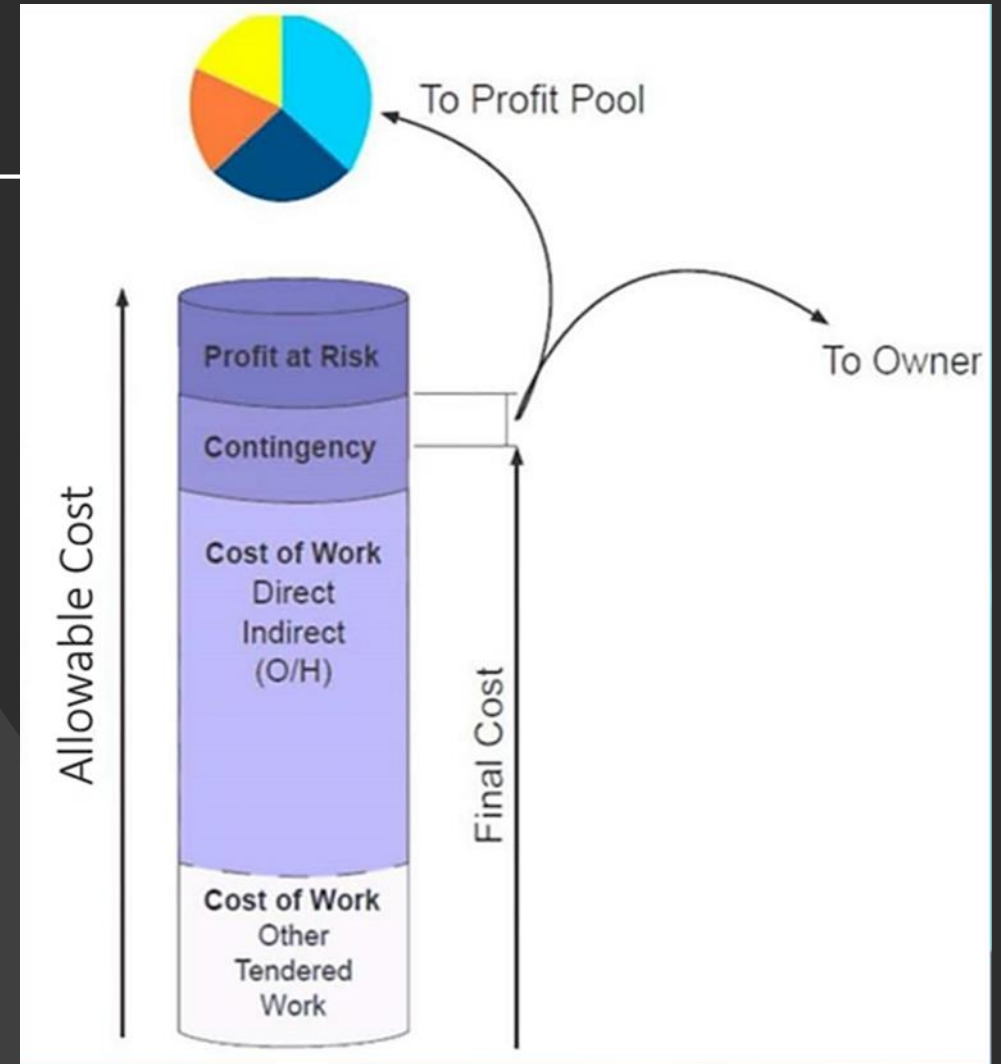 To Profit Pool
To Owner
Profit at Risk
Contingency
Cost of Work
Direct
Indirect
(O/H)
Cost of Work
Other
Tendered
Work
Allowable Cost
Final Cost